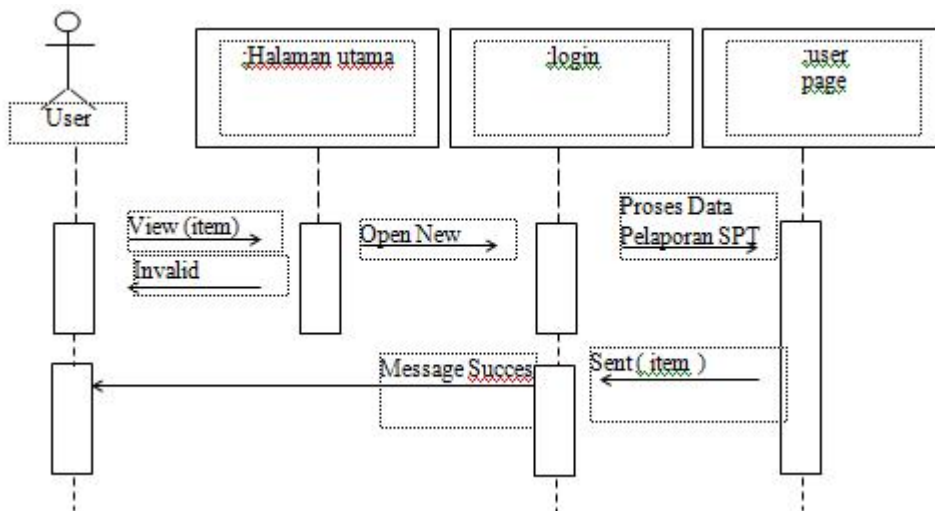 :Halaman utama
:login
:user
page
User
View (item)
Open New
Proses Data
Pelaporan SPT
Invalid
Message Succes
Sent ( item )